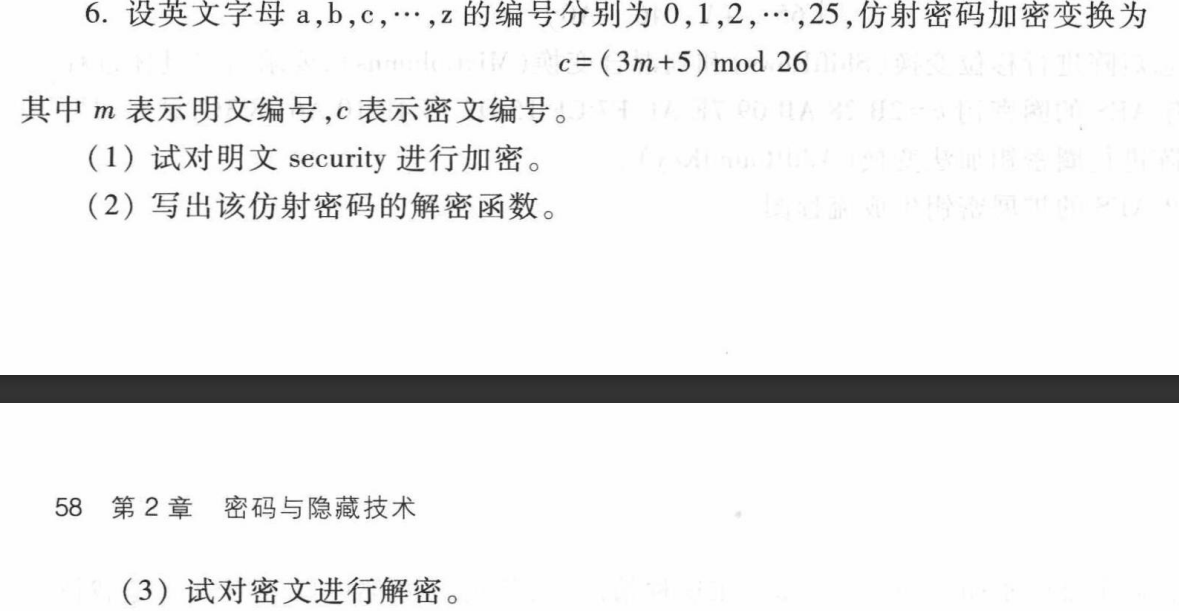 6. 设英文字母 a,b,c,…,z 的编号分别为 0,1,2,…,25,仿射密码加密变换为
c=(3m+5) mod 26
其中 m 表示明文编号,c 表示密文编号。
(1) 试对明文 security 进行加密。
(2) 写出该仿射密码的解密函数。
58 第 2 章 密码与隐藏技术
(3) 试对密文进行解密。